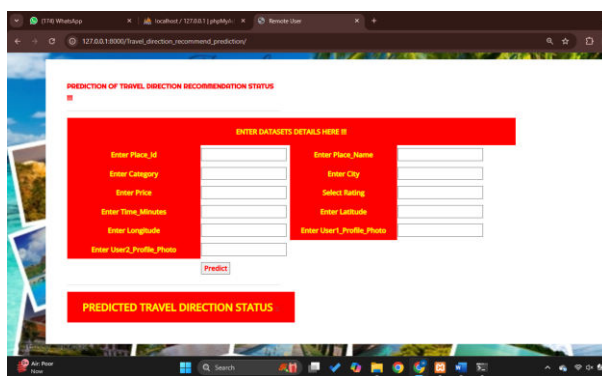 (174) WhatsApp
localhost / 127.0.0.1 | phpMyAd
Remote User
127.0.0.1:8000/Travel_direction_recommend_prediction/
PREDICTION OF TRAVEL DIRECTION RECOMMENDATION STATUS
!!!
ENTER DATASETS DETAILS HERE !!!
Enter Place_Id
Enter Place_Name
Enter Category
Enter City
Enter Price
Select Rating
Enter Time_Minutes
Enter Latitude
Enter Longitude
Enter User1_Profile_Photo
Enter User2_Profile_Photo
Predict
PREDICTED TRAVEL DIRECTION STATUS
Air: Poor
Now
Search